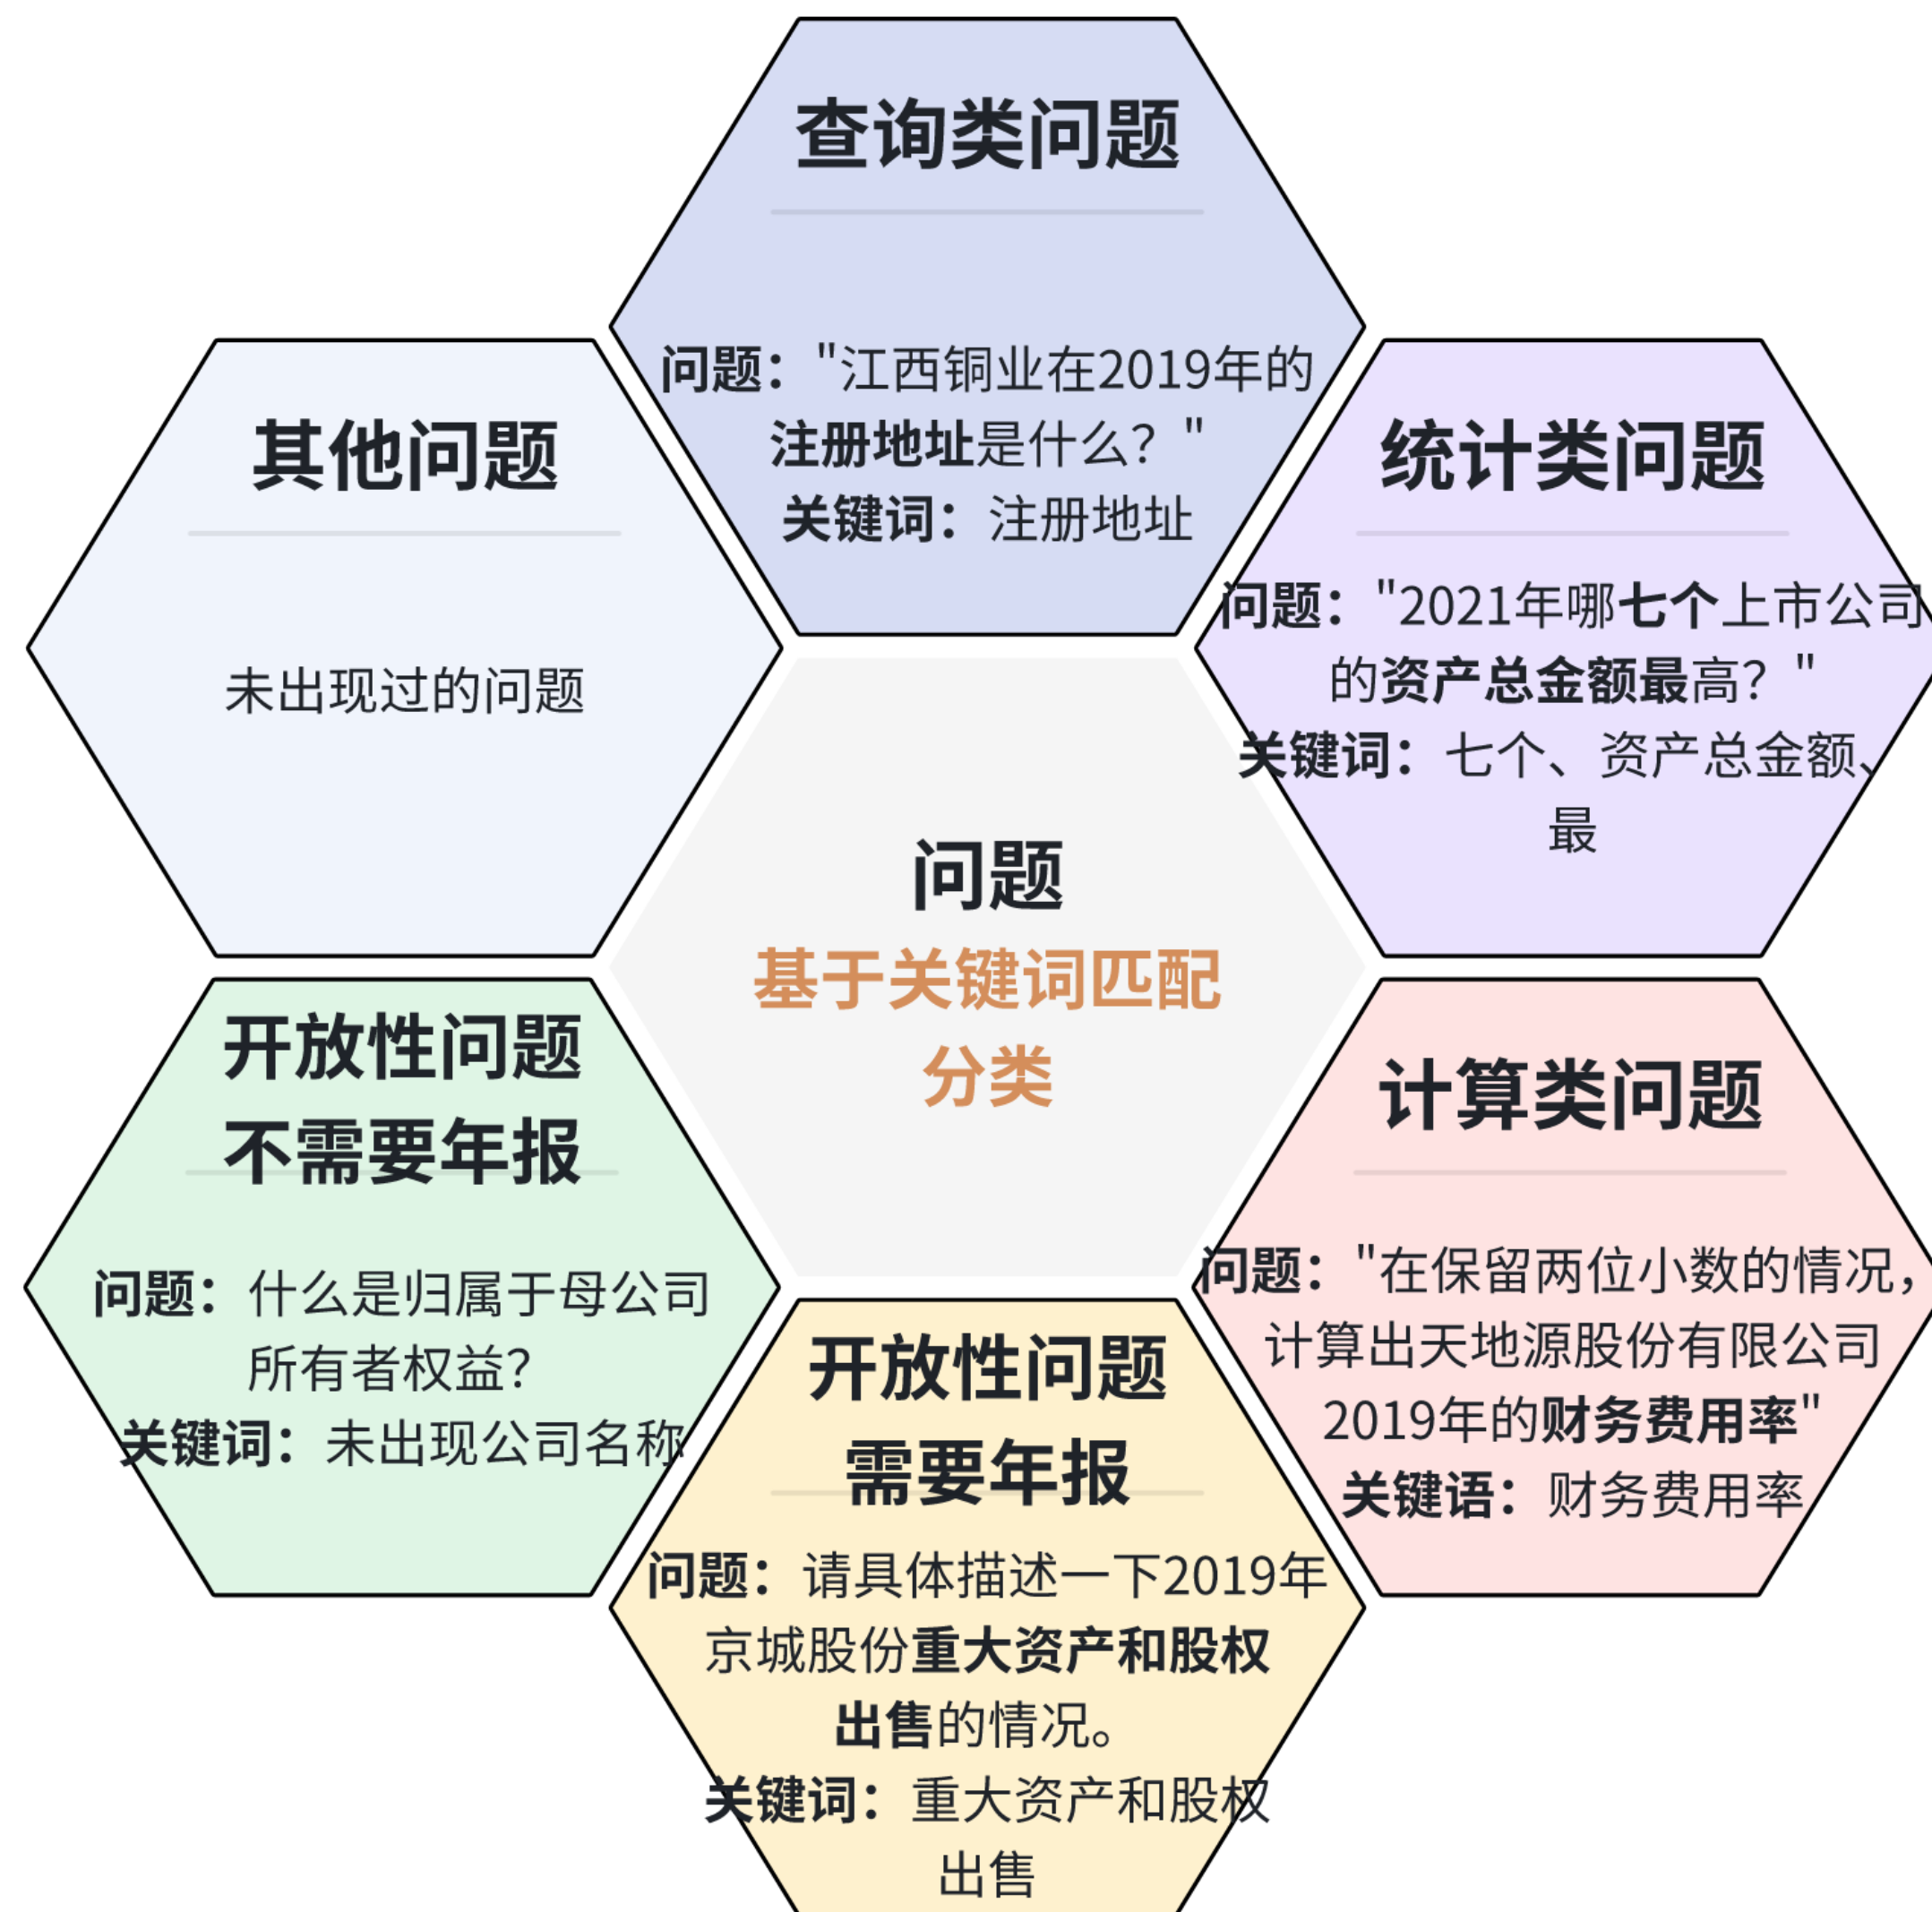 查询类问题
问题："江西铜业在2019年的
注册地址是什么？"
关键词：注册地址
其他问题
未出现过的问题
统计类问题
问题："2021年哪七个上市公司
的资产总金额最高？"
关键词：七个、资产总金额、
最
问题
基于关键词匹配
分类
开放性问题
不需要年报
问题：什么是归属于母公司
所有者权益？
关键词：未出现公司名称
计算类问题
问题："在保留两位小数的情况，
计算出天地源股份有限公司
2019年的财务费用率"
关键语：财务费用率
开放性问题
需要年报
问题：请具体描述一下2019年
京城股份重大资产和股权
出售的情况。
关键词：重大资产和股权
出售